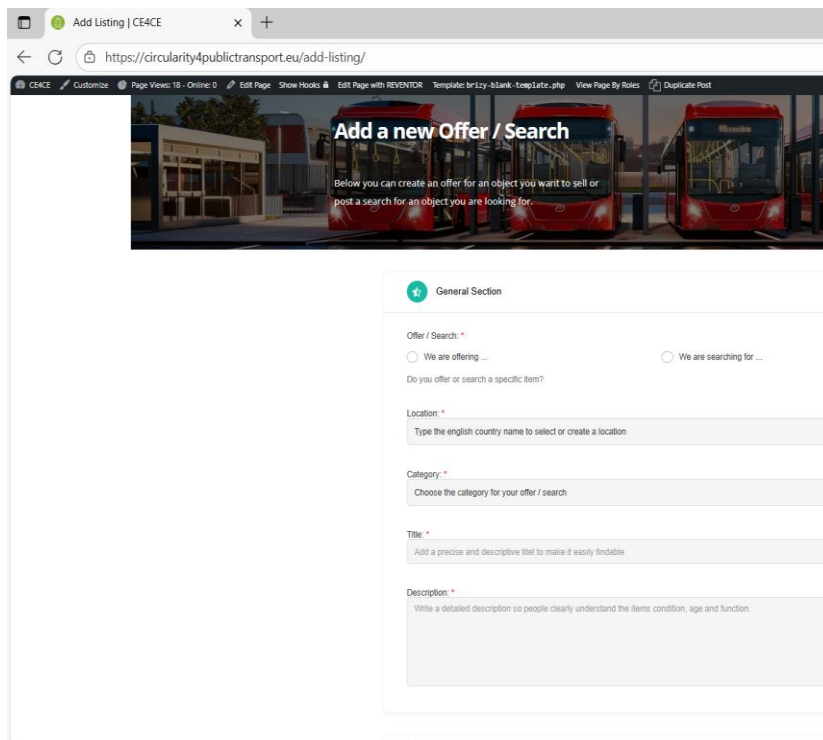 Add Listing | CE4CE
https://circularity4publictransport.eu/add-listing/
CE4CE Customize Page Views: 18 - Online: 0 Edit Page Show Hooks Edit Page with REVENTOR Template: brizy-blank-template.php View Page By Roles Duplicate Post
Add a new Offer / Search
Below you can create an offer for an object you want to sell or
post a search for an object you are looking for.
General Section
Offer / Search: *
We are offering ... We are searching for ...
Do you offer or search a specific item?
Location: *
Type the english country name to select or create a location
Category: *
Choose the category for your offer / search
Title: *
Add a precise and descriptive titel to make it easily findable
Description: *
Write a detailed description so people clearly understand the items condition, age and function.